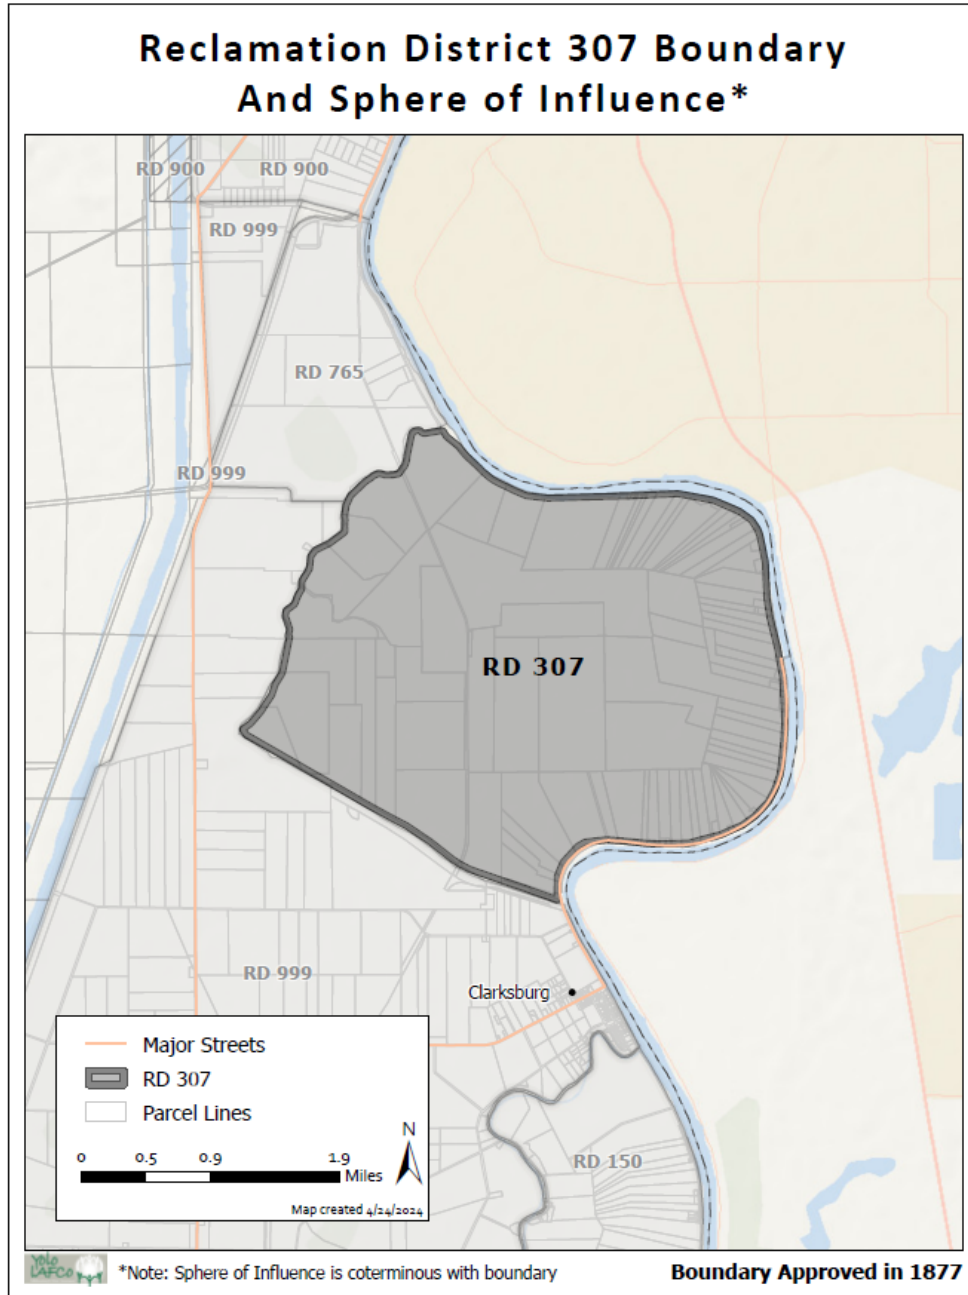 Reclamation District 307 Boundary
And Sphere of Influence*
RD 900
RD 900
RD 999
RD 765
RD 999
RD 307
RD 999
Clarksburg
RD 150
Major Streets
RD 307
Parcel Lines
N
0 0.5 0.9 1.9
Miles
Map created 4/24/2024
Yolo
LAFCo
*Note: Sphere of Influence is coterminous with boundary
Boundary Approved in 1877